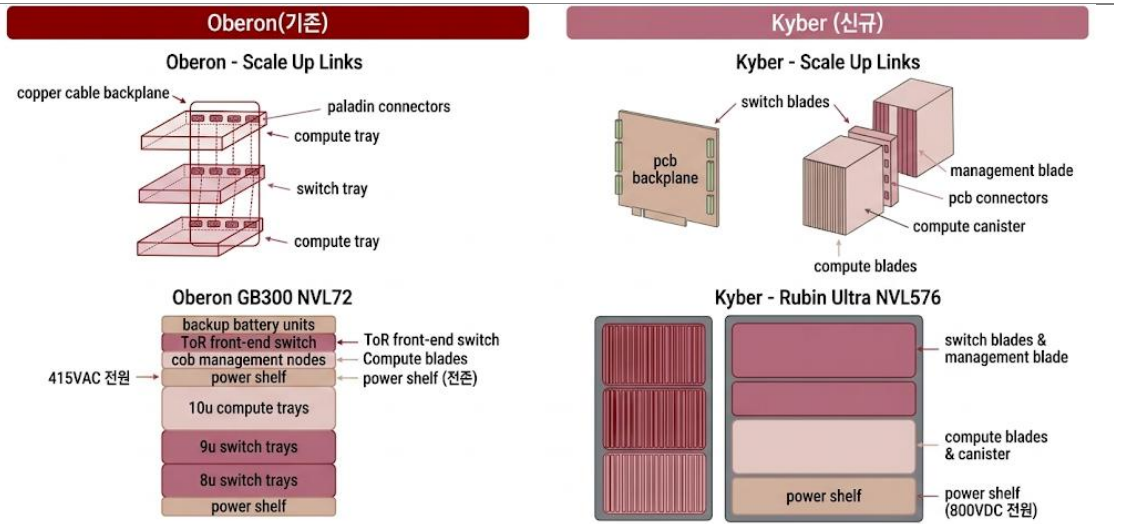 Oberon(기존)
Oberon - Scale Up Links
copper cable backplane
paladin connectors
compute tray
switch tray
compute tray
Oberon GB300 NVL72
backup battery units
ToR front-end switch
ToR front-end switch
cob management nodes
Compute blades
415VAC 전원
power shelf
power shelf (전존)
10u compute trays
9u switch trays
8u switch trays
power shelf
Kyber (신규)
Kyber - Scale Up Links
switch blades
pcb
backplane
management blade
pcb connectors
compute canister
compute blades
Kyber - Rubin Ultra NVL576
switch blades &
management blade
compute blades
& canister
power shelf
power shelf
(800VDC 전원)